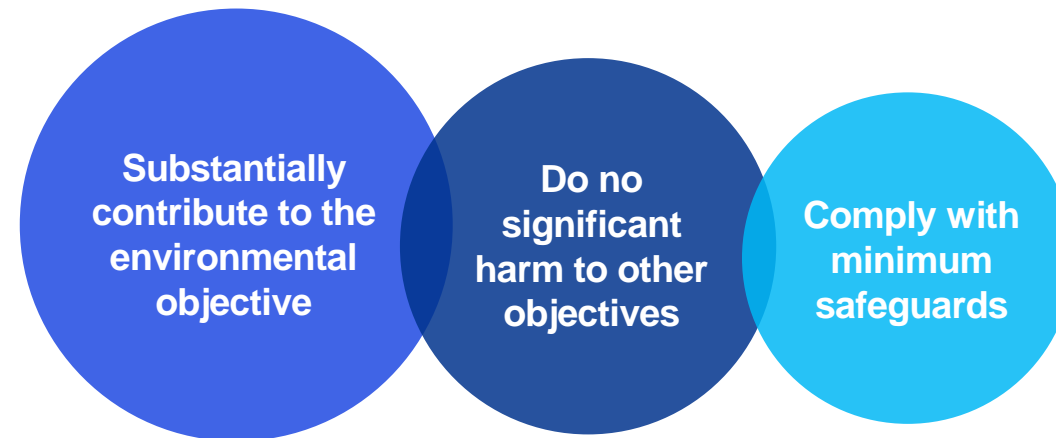 Substantially
contribute to the
environmental
objective
Do no
significant
harm to other
objectives
Comply with
minimum
safeguards